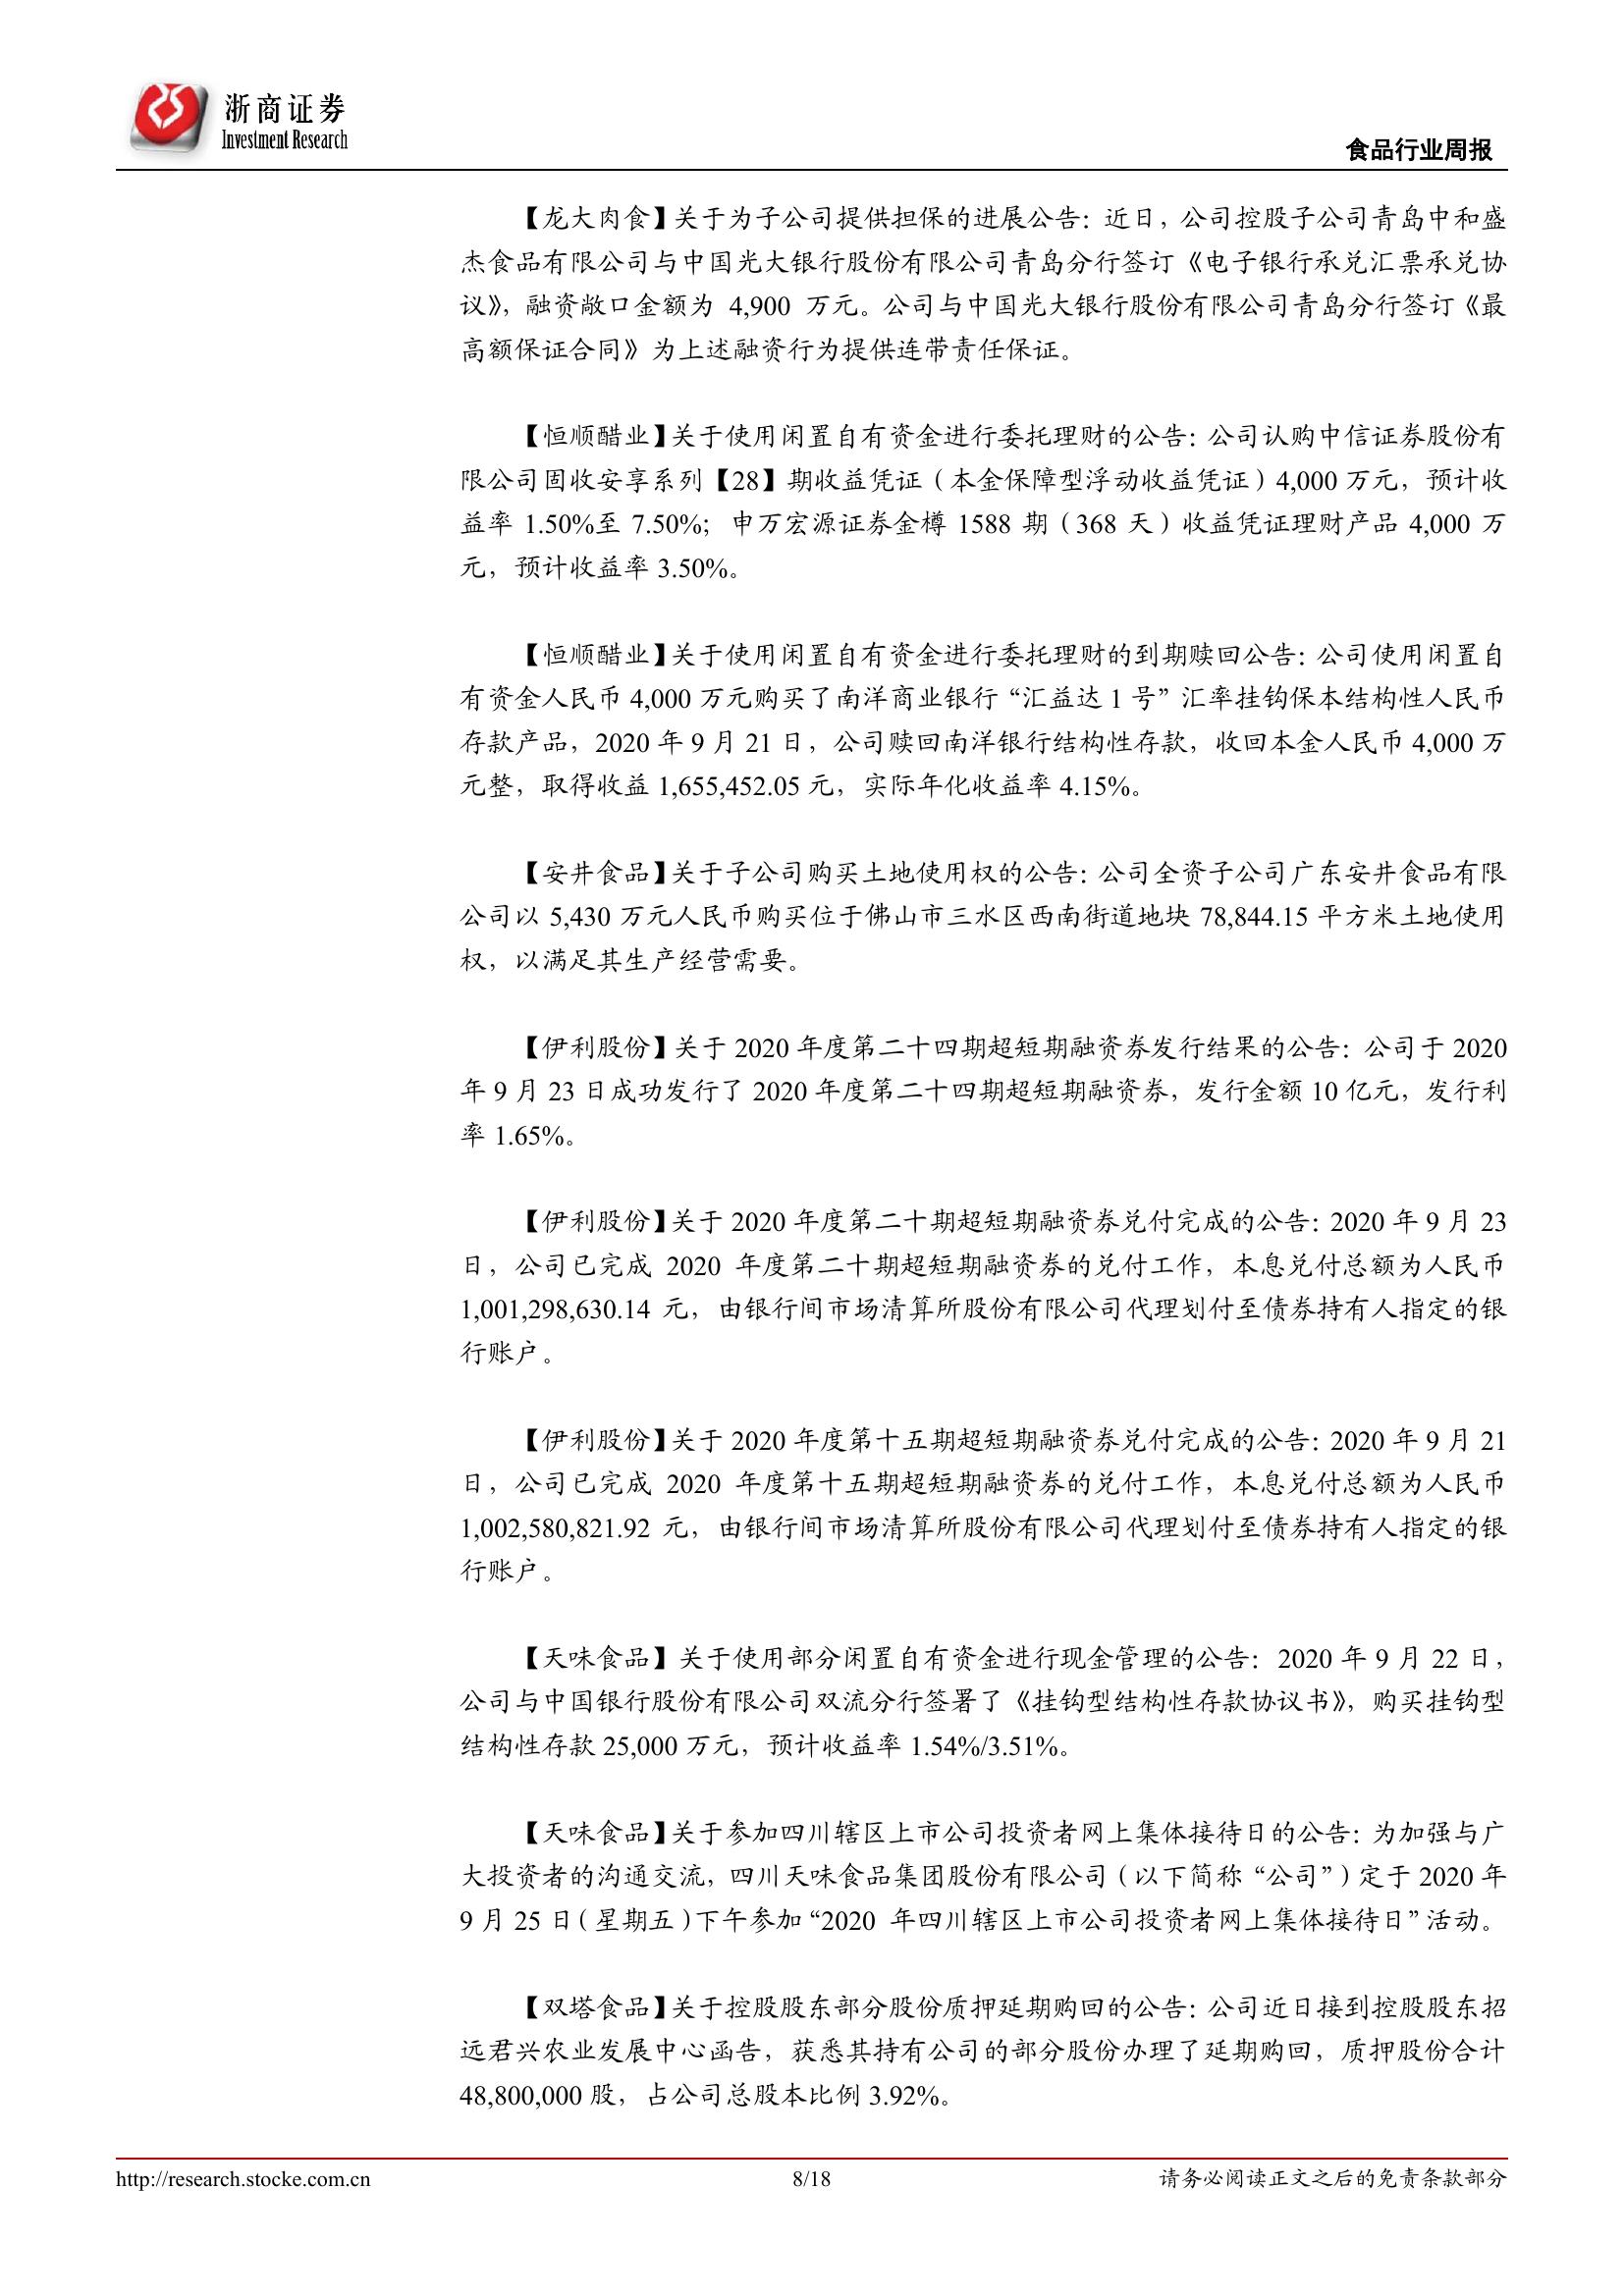 浙商证券
Investment Research
食品行业周报
【龙大肉食】关于为子公司提供担保的进展公告：近日，公司控股子公司青岛中和盛
杰食品有限公司与中国光大银行股份有限公司青岛分行签订《电子银行承兑汇票承兑协
议》，融资敞口金额为 4,900 万元。公司与中国光大银行股份有限公司青岛分行签订《最
高额保证合同》为上述融资行为提供连带责任保证。
【恒顺醋业】关于使用闲置自有资金进行委托理财的公告：公司认购中信证券股份有
限公司固收安享系列【28】期收益凭证（本金保障型浮动收益凭证）4,000 万元，预计收
益率 1.50%至 7.50%；申万宏源证券金樽 1588 期（368 天）收益凭证理财产品 4,000 万
元，预计收益率 3.50%。
【恒顺醋业】关于使用闲置自有资金进行委托理财的到期赎回公告：公司使用闲置自
有资金人民币 4,000 万元购买了南洋商业银行“汇益达 1 号”汇率挂钩保本结构性人民币
存款产品，2020 年 9 月 21 日，公司赎回南洋银行结构性存款，收回本金人民币 4,000 万
元整，取得收益 1,655,452.05 元，实际年化收益率 4.15%。
【安井食品】关于子公司购买土地使用权的公告：公司全资子公司广东安井食品有限
公司以 5,430 万元人民币购买位于佛山市三水区西南街道地块 78,844.15 平方米土地使用
权，以满足其生产经营需要。
【伊利股份】关于 2020 年度第二十四期超短期融资券发行结果的公告：公司于 2020
年 9 月 23 日成功发行了 2020 年度第二十四期超短期融资券，发行金额 10 亿元，发行利
率 1.65%。
【伊利股份】关于 2020 年度第二十期超短期融资券兑付完成的公告：2020 年 9 月 23
日，公司已完成 2020 年度第二十期超短期融资券的兑付工作，本息兑付总额为人民币
1,001,298,630.14 元，由银行间市场清算所股份有限公司代理划付至债券持有人指定的银
行账户。
【伊利股份】关于 2020 年度第十五期超短期融资券兑付完成的公告：2020 年 9 月 21
日，公司已完成 2020 年度第十五期超短期融资券的兑付工作，本息兑付总额为人民币
1,002,580,821.92 元，由银行间市场清算所股份有限公司代理划付至债券持有人指定的银
行账户。
【天味食品】关于使用部分闲置自有资金进行现金管理的公告：2020 年 9 月 22 日，
公司与中国银行股份有限公司双流分行签署了《挂钩型结构性存款协议书》，购买挂钩型
结构性存款 25,000 万元，预计收益率 1.54%/3.51%。
【天味食品】关于参加四川辖区上市公司投资者网上集体接待日的公告：为加强与广
大投资者的沟通交流，四川天味食品集团股份有限公司（以下简称“公司”）定于 2020 年
9 月 25 日（星期五）下午参加“2020 年四川辖区上市公司投资者网上集体接待日”活动。
【双塔食品】关于控股股东部分股份质押延期购回的公告：公司近日接到控股股东招
远君兴农业发展中心函告，获悉其持有公司的部分股份办理了延期购回，质押股份合计
48,800,000 股，占公司总股本比例 3.92%。
http://research.stocke.com.cn
8/18
请务必阅读正文之后的免责条款部分